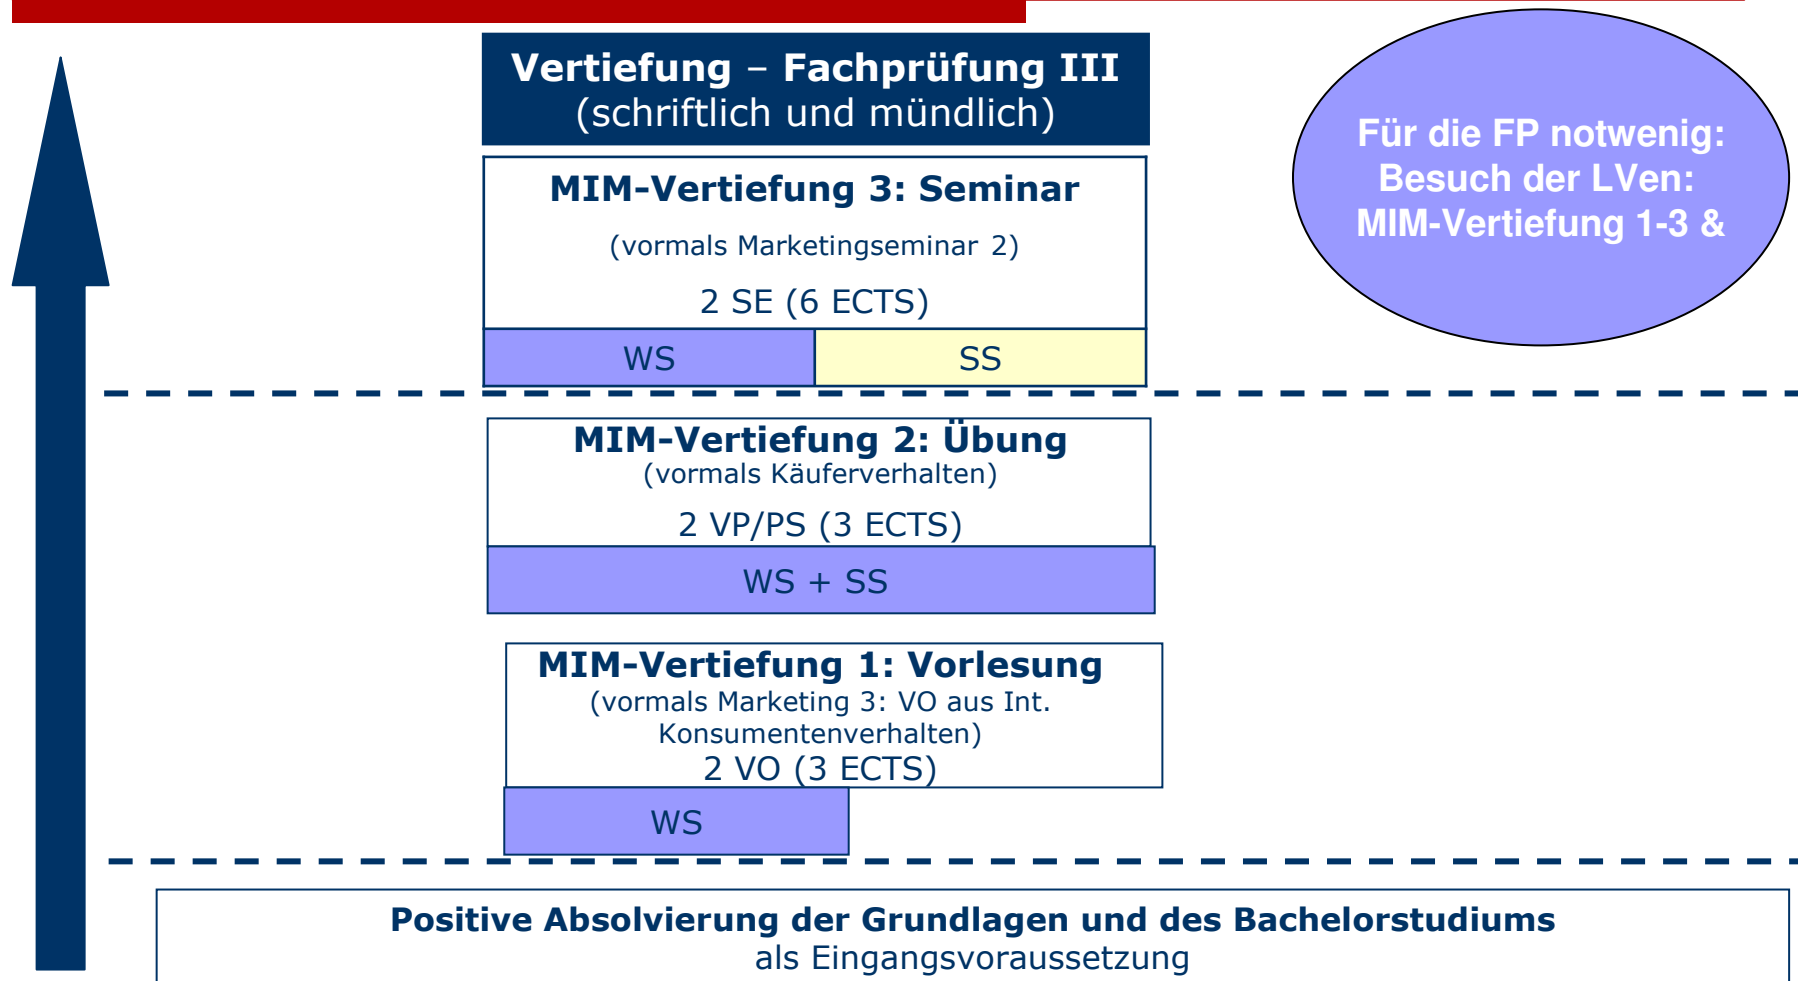 Vertiefung – Fachprüfung III
(schriftlich und mündlich)
Für die FP notwenig:
Besuch der LVen:
MIM-Vertiefung 1-3 &
MIM-Vertiefung 3: Seminar
(vormals Marketingseminar 2)
2 SE (6 ECTS)
WS
SS
MIM-Vertiefung 2: Übung
(vormals Käuferverhalten)
2 VP/PS (3 ECTS)
WS + SS
MIM-Vertiefung 1: Vorlesung
(vormals Marketing 3: VO aus Int.
Konsumentenverhalten)
2 VO (3 ECTS)
WS
Positive Absolvierung der Grundlagen und des Bachelorstudiums
als Eingangsvoraussetzung